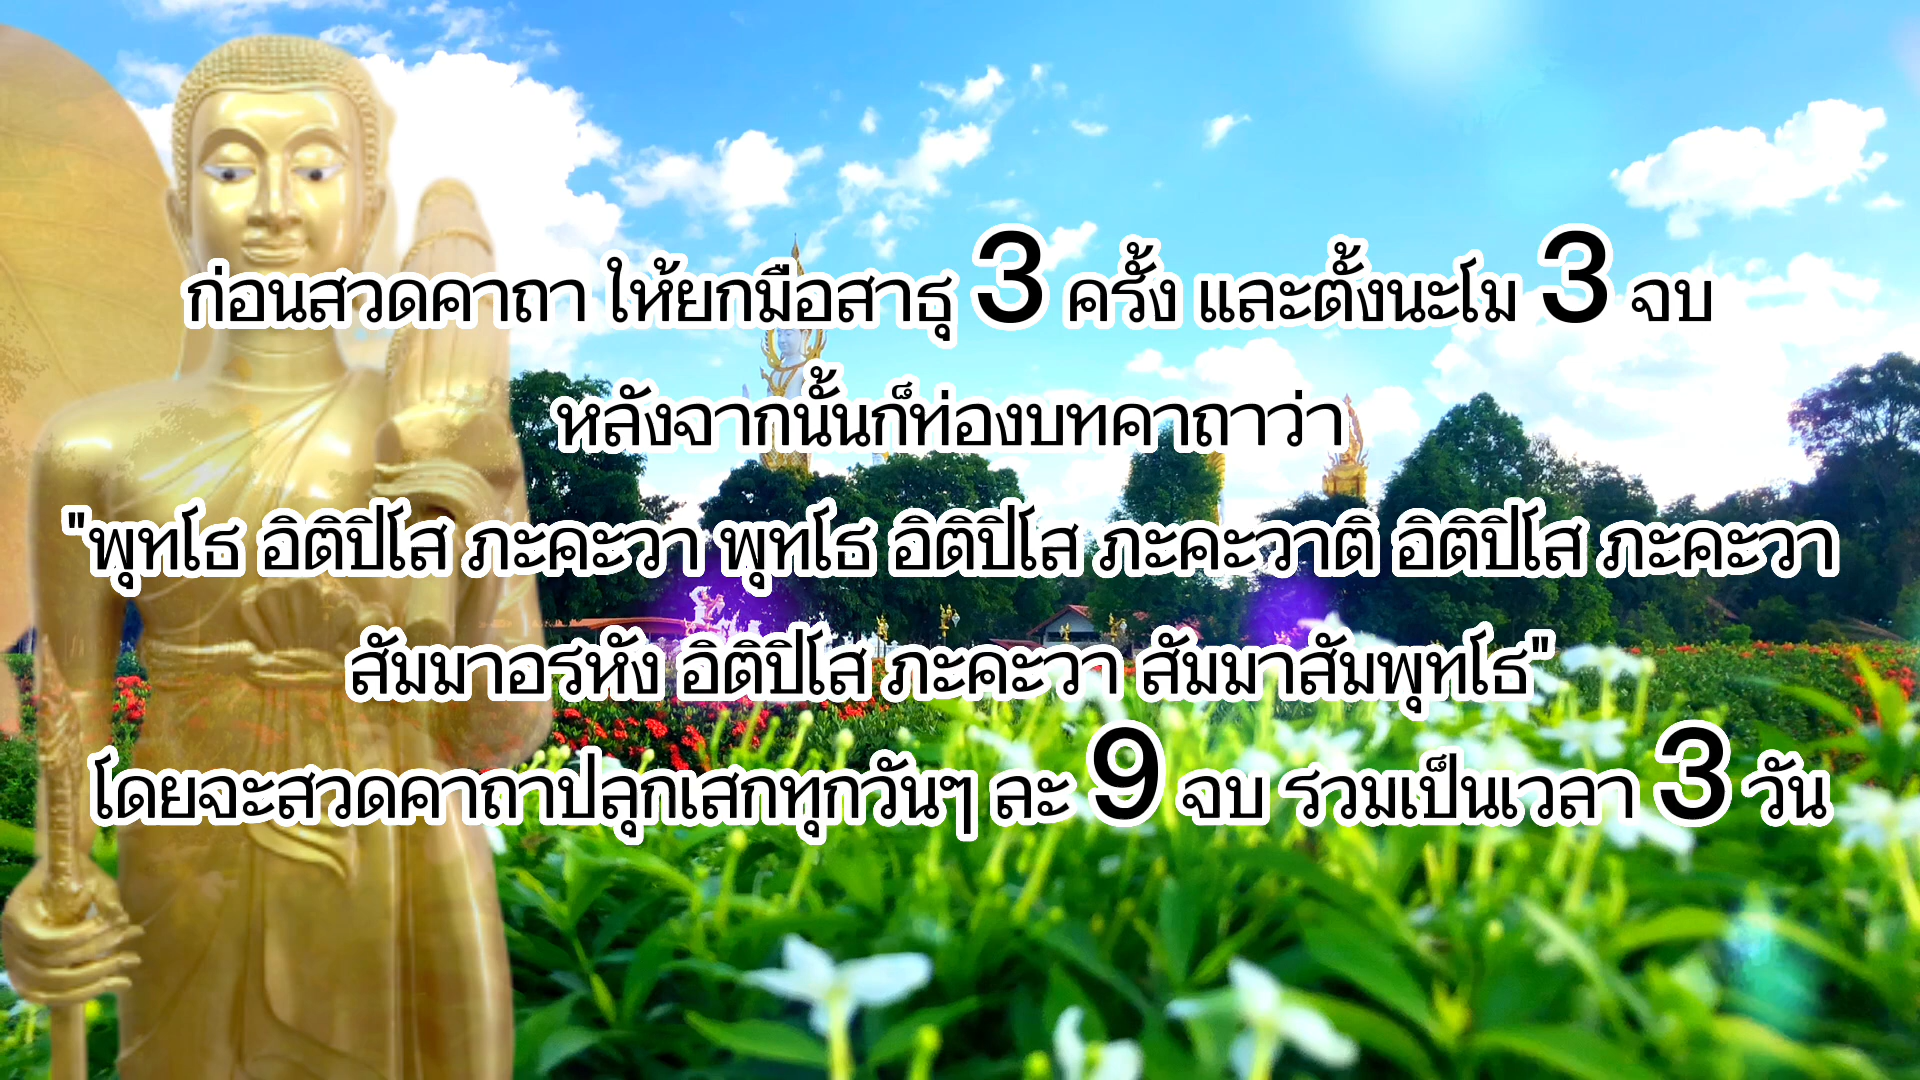 ก่อนสวดคาถา ให้ยกมือสาธุ 3 ครั้ง และตั้งนะโม 3 จบ
หลังจากนั้นก็ท่องบทคาถาว่า
"พุทโธ อิติปิโส ภะคะวา พุทโธ อิติปิโส ภะคะวาติ อิติปิโส ภะคะวา
สัมมาอรหัง อิติปิโส ภะคะวา สัมมาสัมพุทโธ"
โดยจะสวดคาถาปลุกเสกทุกวันๆ ละ 9 จบ รวมเป็นเวลา 3 วัน